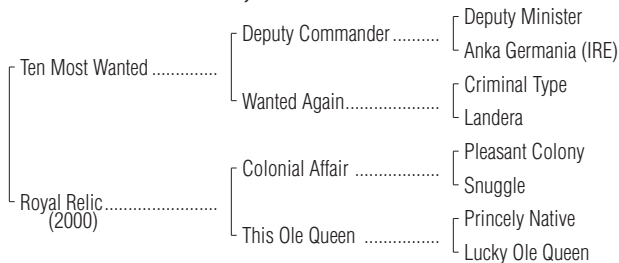 Deputy Minister
Deputy Commander ..........
Anka Germania (IRE)
Ten Most Wanted ..............
Criminal Type
Wanted Again....................
Landera
Pleasant Colony
Colonial Affair ..................
Snuggle
Royal Relic........................
(2000)
Princely Native
This Ole Queen ................
Lucky Ole Queen